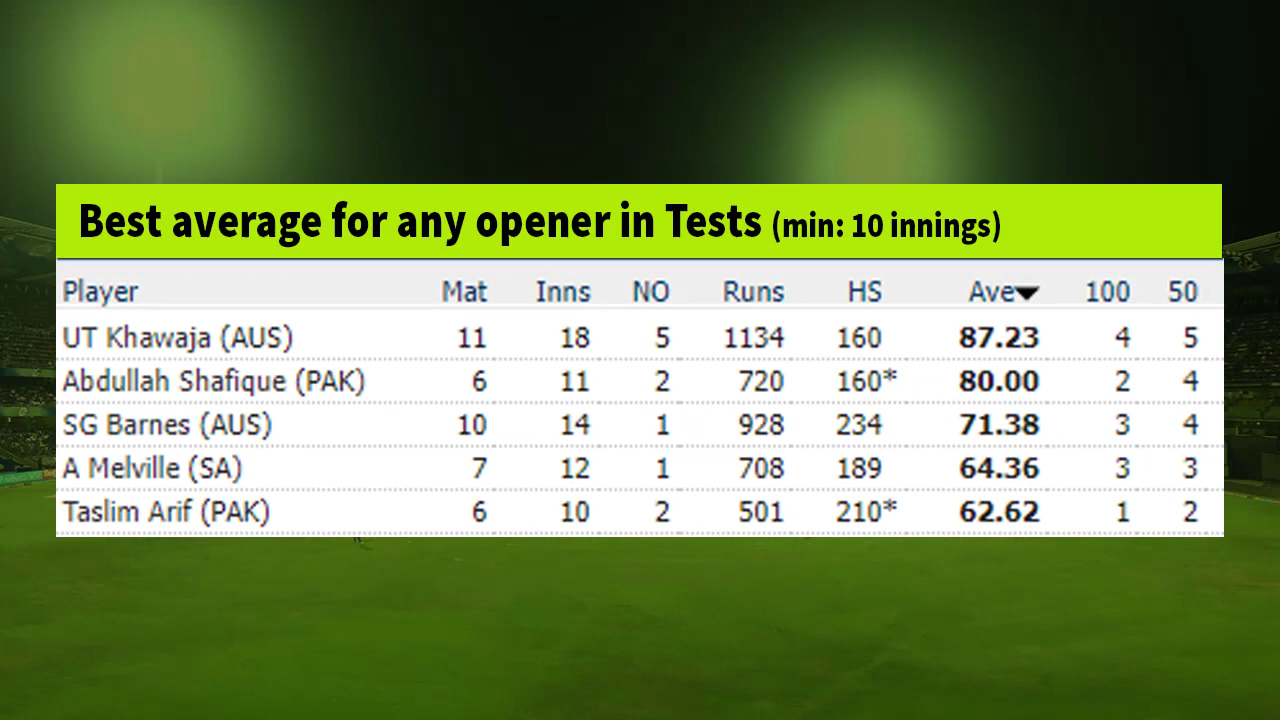 Best average for any opener in Tests (min: 10 innings)
Player Mat Inns NO Runs HS Ave▼ 100 50
UT Khawaja (AUS) 11 18 5 1134 160 87.23 4 5
Abdullah Shafique (PAK) 6 11 2 720 160* 80.00 2 4
SG Barnes (AUS) 10 14 1 928 234 71.38 3 4
A Melville (SA) 7 12 1 708 189 64.36 3 3
Taslim Arif (PAK) 6 10 2 501 210* 62.62 1 2